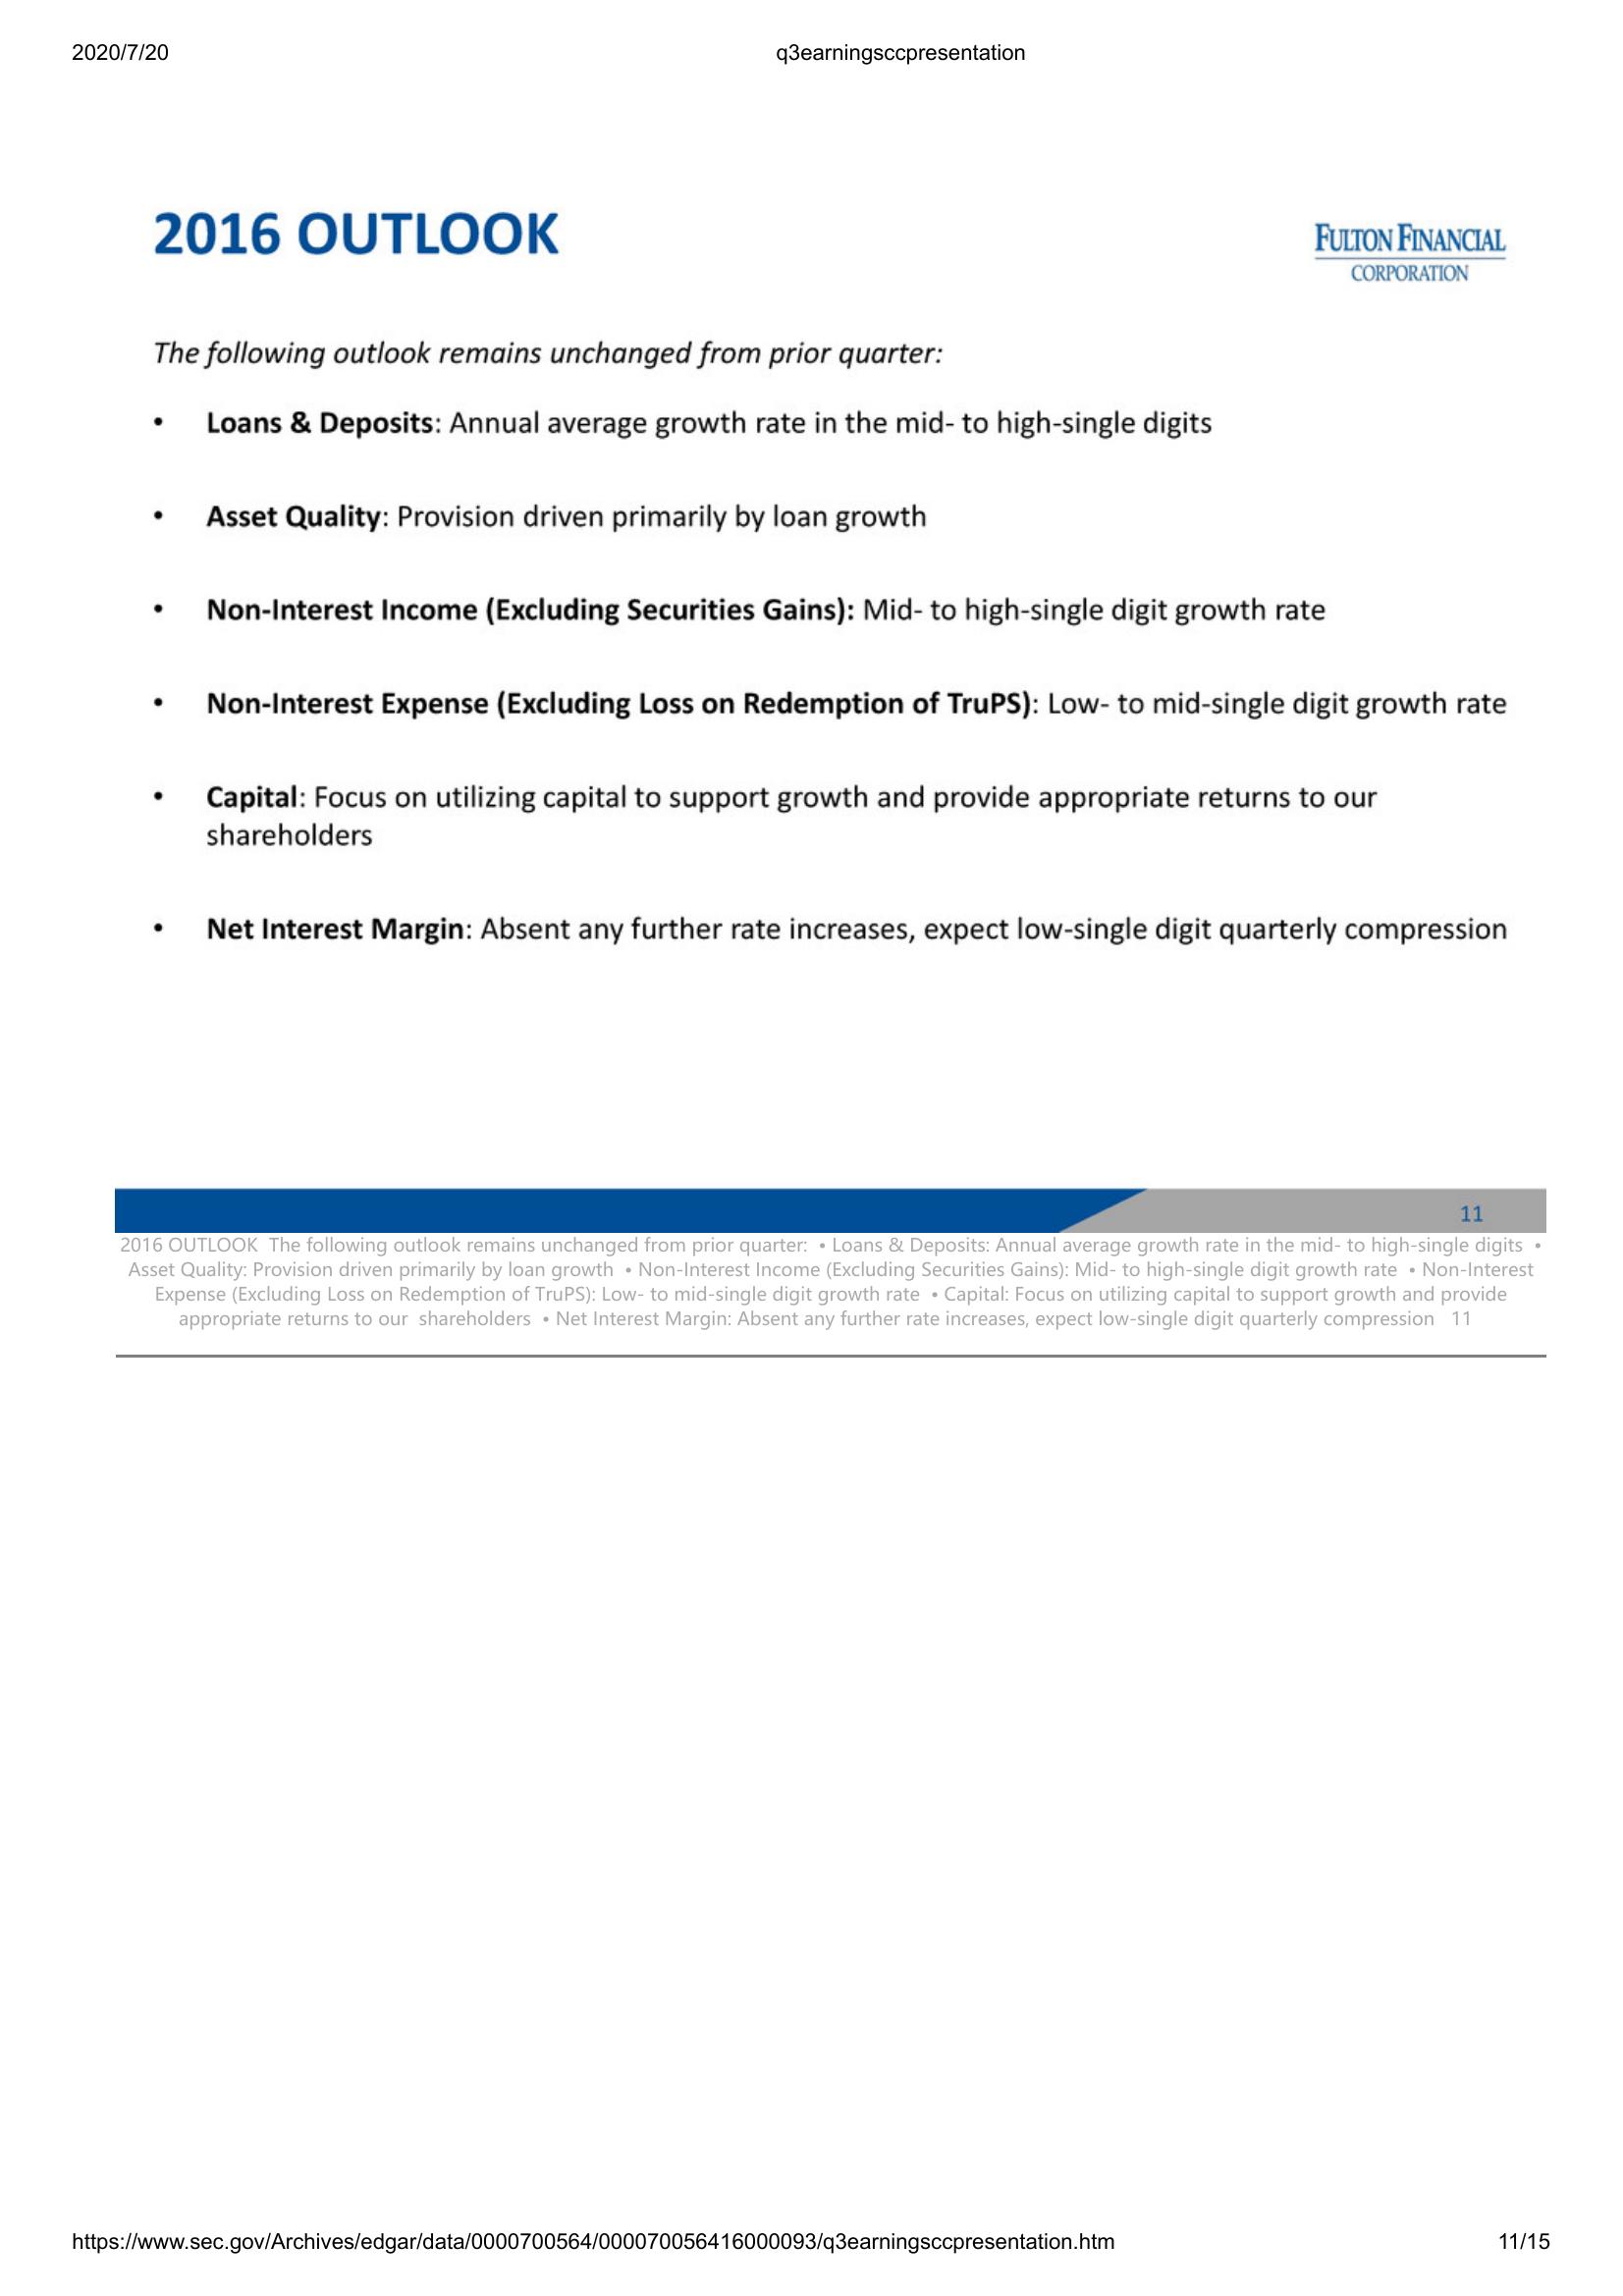 2020/7/20
q3earningsccpresentation
2016 OUTLOOK
FULTON FINANCIAL
CORPORATION
The following outlook remains unchanged from prior quarter:
• Loans & Deposits: Annual average growth rate in the mid- to high-single digits
• Asset Quality: Provision driven primarily by loan growth
• Non-Interest Income (Excluding Securities Gains): Mid- to high-single digit growth rate
• Non-Interest Expense (Excluding Loss on Redemption of TruPS): Low- to mid-single digit growth rate
• Capital: Focus on utilizing capital to support growth and provide appropriate returns to our
shareholders
• Net Interest Margin: Absent any further rate increases, expect low-single digit quarterly compression
11
2016 OUTLOOK The following outlook remains unchanged from prior quarter: • Loans & Deposits: Annual average growth rate in the mid- to high-single digits •
Asset Quality: Provision driven primarily by loan growth • Non-Interest Income (Excluding Securities Gains): Mid- to high-single digit growth rate • Non-Interest
Expense (Excluding Loss on Redemption of TruPS): Low- to mid-single digit growth rate • Capital: Focus on utilizing capital to support growth and provide
appropriate returns to our shareholders • Net Interest Margin: Absent any further rate increases, expect low-single digit quarterly compression 11
https://www.sec.gov/Archives/edgar/data/0000700564/000070056416000093/q3earningsccpresentation.htm
11/15